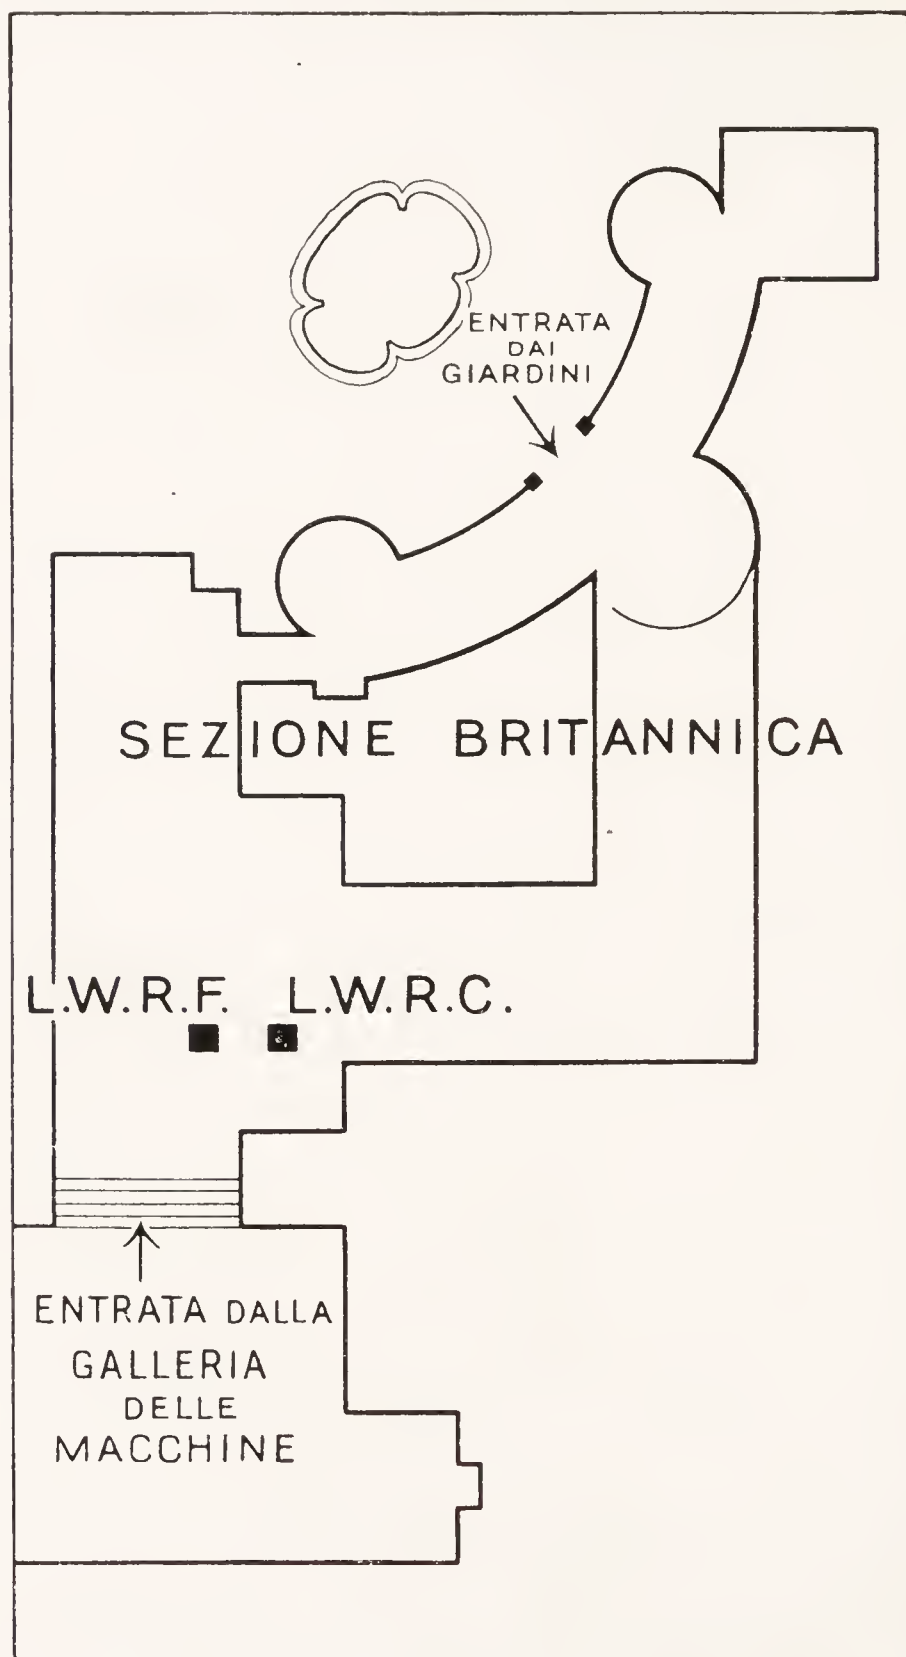 ENTRATA
DAI
GIARDINI
SEZIONE BRITANNICA
L.W.R.F. L.W.R.C.
ENTRATA DALLA
GALLERIA
DELLE
MACCHINE